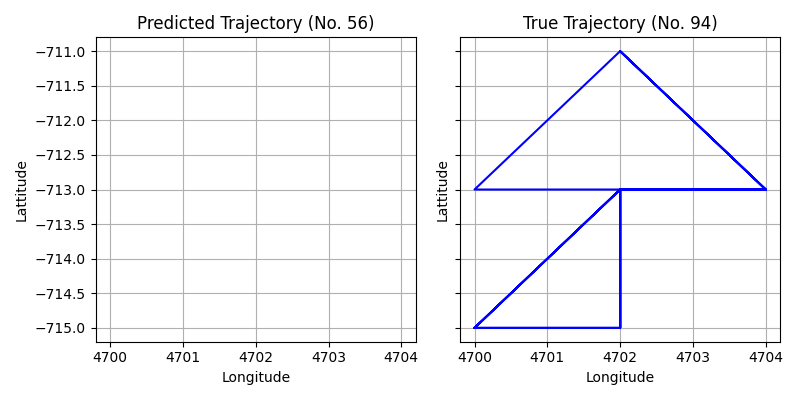 Predicted Trajectory (No. 56)
True Trajectory (No. 94)
Lattitude
−711.0
−711.5
−712.0
−712.5
−713.0
−713.5
−714.0
−714.5
−715.0
4700 4701 4702 4703 4704
Longitude
Lattitude
4700 4701 4702 4703 4704
Longitude